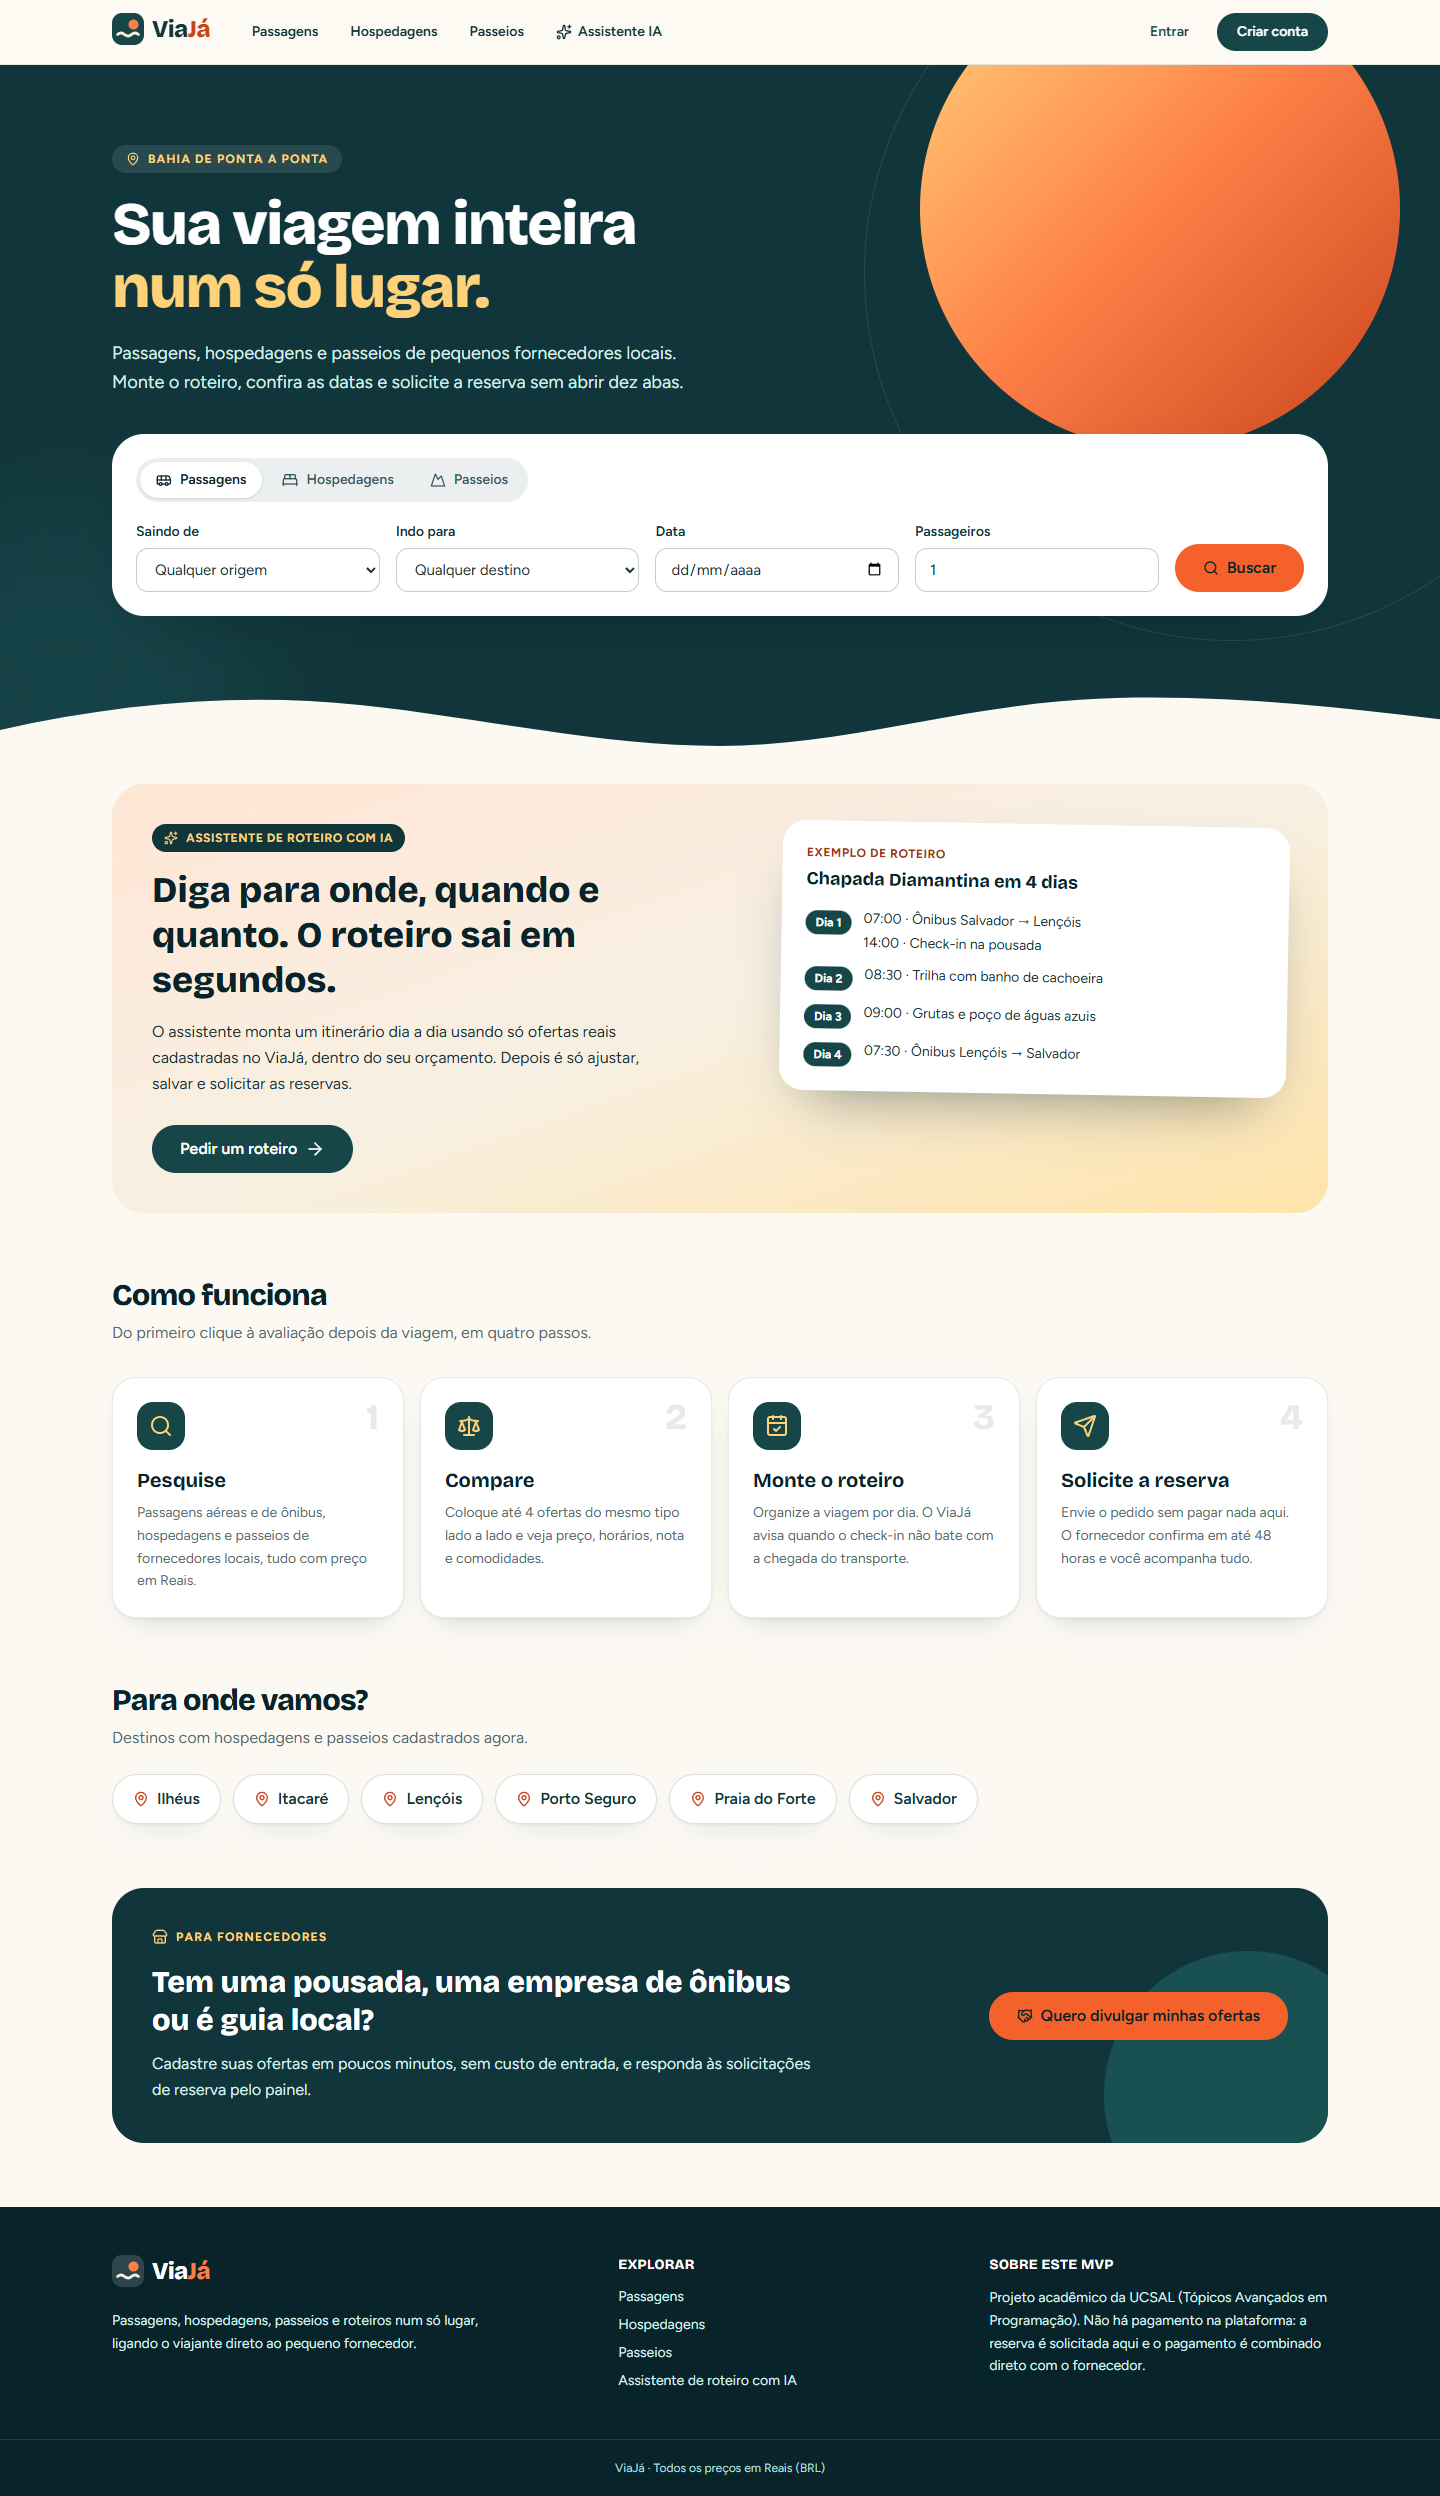 ViaJá
Passagens
Hospedagens
Passeios
Assistente IA
Entrar
Criar conta
BAHIA DE PONTA A PONTA
Sua viagem inteira
num só lugar.
Passagens, hospedagens e passeios de pequenos fornecedores locais.
Monte o roteiro, confira as datas e solicite a reserva sem abrir dez abas.
Passagens
Hospedagens
Passeios
Saindo de
Indo para
Data
Passageiros
Qualquer origem
Qualquer destino
dd/mm/aaaa
1
Buscar
ASSISTENTE DE ROTEIRO COM IA
Diga para onde, quando e
quanto. O roteiro sai em
segundos.
O assistente monta um itinerário dia a dia usando só ofertas reais
cadastradas no ViaJá, dentro do seu orçamento. Depois é só ajustar,
salvar e solicitar as reservas.
Pedir um roteiro
EXEMPLO DE ROTEIRO
Chapada Diamantina em 4 dias
Dia 1
07:00 · Ônibus Salvador → Lençóis
14:00 · Check-in na pousada
Dia 2
08:30 · Trilha com banho de cachoeira
Dia 3
09:00 · Grutas e poço de águas azuis
Dia 4
07:30 · Ônibus Lençóis → Salvador
Como funciona
Do primeiro clique à avaliação depois da viagem, em quatro passos.
1
Pesquise
Passagens aéreas e de ônibus,
hospedagens e passeios de
fornecedores locais, tudo com preço
em Reais.
2
Compare
Coloque até 4 ofertas do mesmo tipo
lado a lado e veja preço, horários, nota
e comodidades.
3
Monte o roteiro
Organize a viagem por dia. O ViaJá
avisa quando o check-in não bate com
a chegada do transporte.
4
Solicite a reserva
Envie o pedido sem pagar nada aqui.
O fornecedor confirma em até 48
horas e você acompanha tudo.
Para onde vamos?
Destinos com hospedagens e passeios cadastrados agora.
Ilhéus
Itacaré
Lençóis
Porto Seguro
Praia do Forte
Salvador
PARA FORNECEDORES
Tem uma pousada, uma empresa de ônibus
ou é guia local?
Cadastre suas ofertas em poucos minutos, sem custo de entrada, e responda às solicitações
de reserva pelo painel.
Quero divulgar minhas ofertas
ViaJá
Passagens, hospedagens, passeios e roteiros num só lugar,
ligando o viajante direto ao pequeno fornecedor.
EXPLORAR
Passagens
Hospedagens
Passeios
Assistente de roteiro com IA
SOBRE ESTE MVP
Projeto acadêmico da UCSAL (Tópicos Avançados em
Programação). Não há pagamento na plataforma: a
reserva é solicitada aqui e o pagamento é combinado
direto com o fornecedor.
ViaJá · Todos os preços em Reais (BRL)